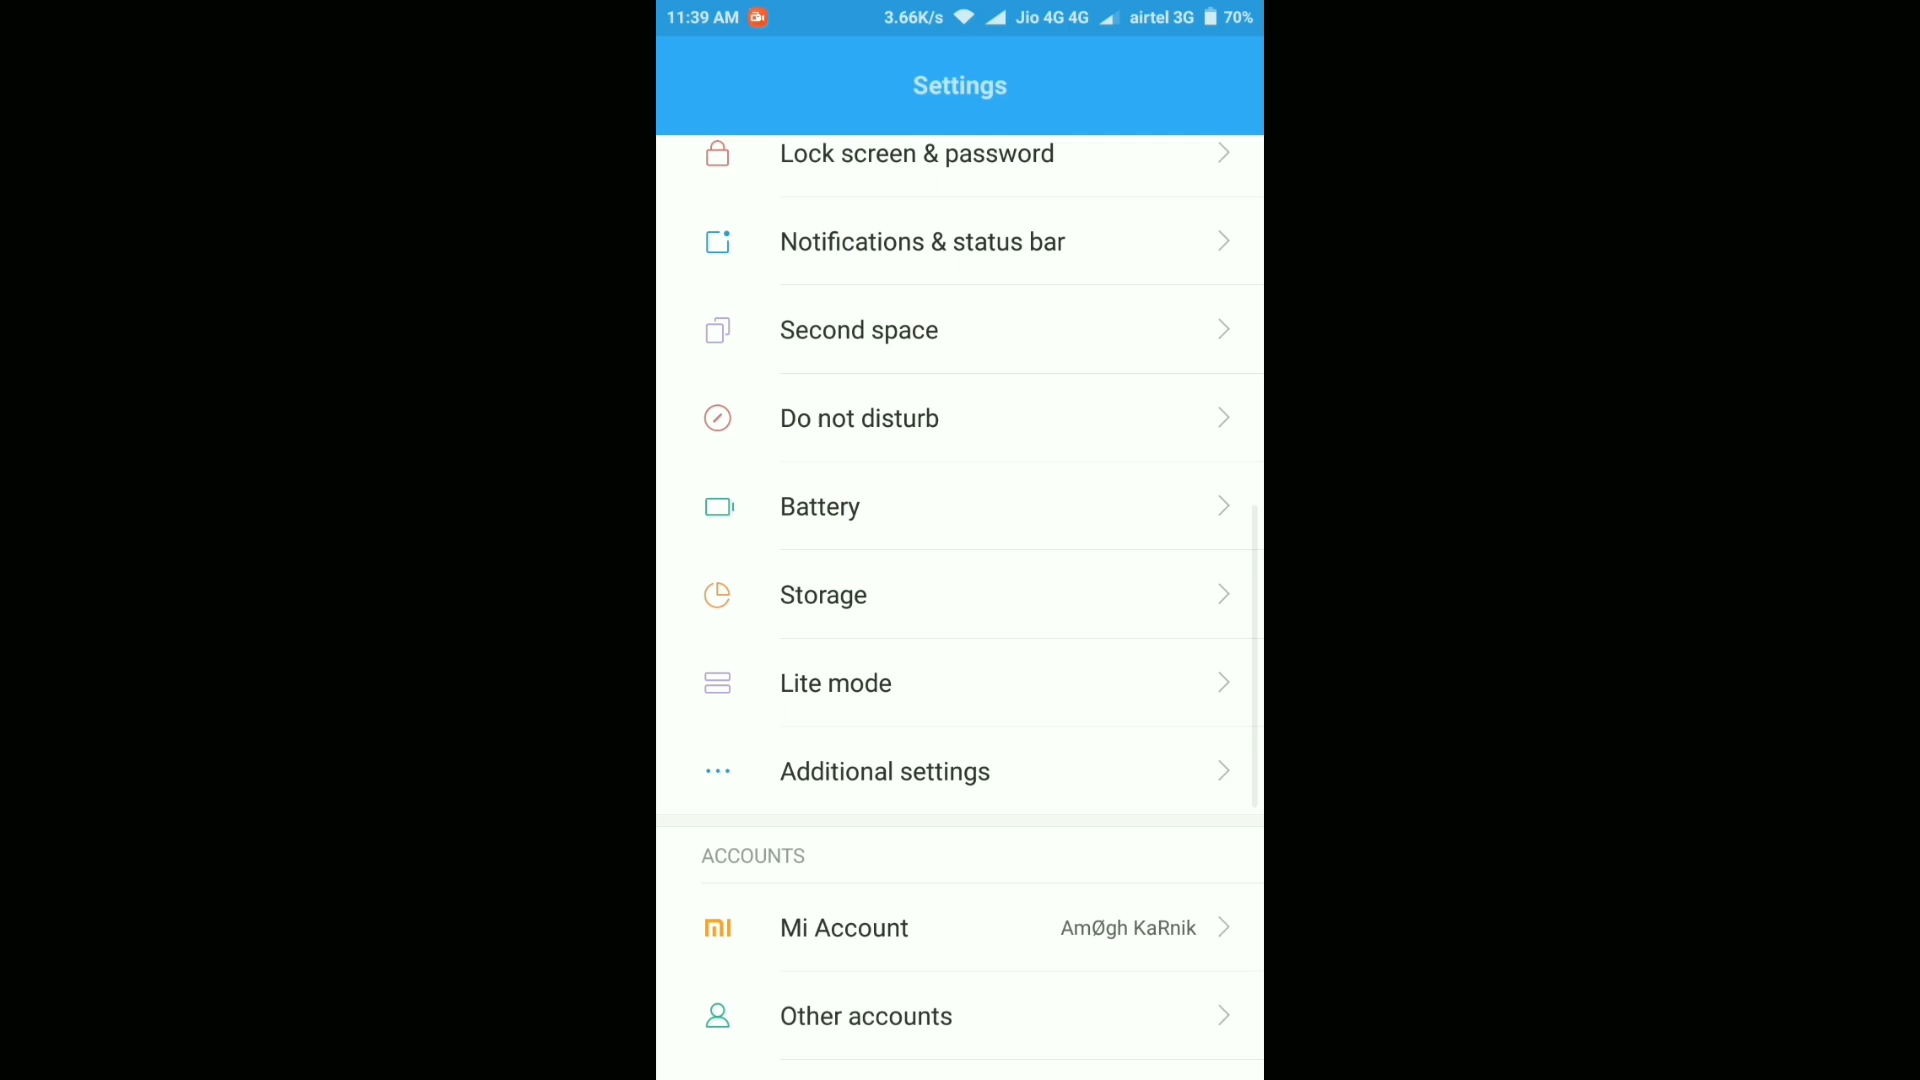 11:39 AM 3.66K/s Jio 4G 4G airtel 3G 70%
Settings
Lock screen & password
Notifications & status bar
Second space
Do not disturb
Battery
Storage
Lite mode
Additional settings
ACCOUNTS
Mi Account AmØgh KaRnik
Other accounts